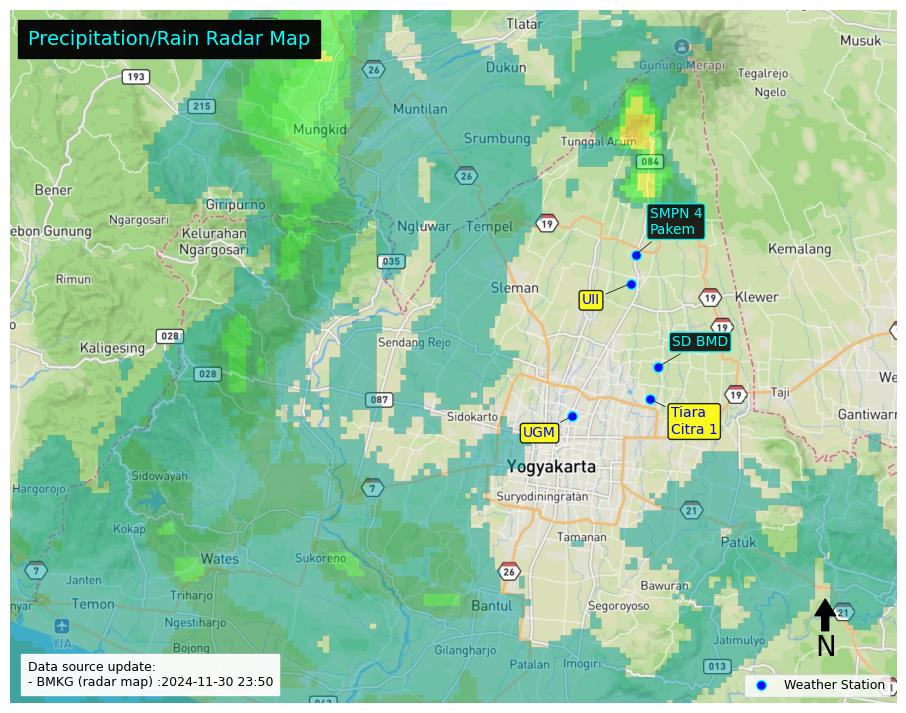 Precipitation/Rain Radar Map
Tlatar
Musuk
26
Dukun
Gunung Merapi
193
Tegalrejo
215
Ngelo
Muntilan
Mungkid
Srumbung
Tunggal Arum
084
26
Bener
Giripurno
SMPN 4
Pakem
Ngargosari
ebon Gunung
Kelurahan
Ngargosari
Ngluwar
Tempel
19
Kemalang
035
Rimun
Sleman
UII
19
Klewer
19
028
Sendang Rejo
SD BMD
Kaligesing
028
We
087
19
Taji
Sidokarto
Tiara
Citra 1
Gantiwarn
UGM
Yogyakarta
Sidowayah
Hargorojo
7
Suryodiningratan
21
Kokap
Tamanan
Patuk
Wates
Sukoreno
7
26
Janten
Bawuran
Temon
Triharjo
Bantul
Segoroyoso
nyar
21
Ngestiharjo
YIA
N
Jatimulyo
Bojong
Gilangharjo
Patalan
Imogiri
013
Data source update:
- BMKG (radar map) :2024-11-30 23:50
Weather Station